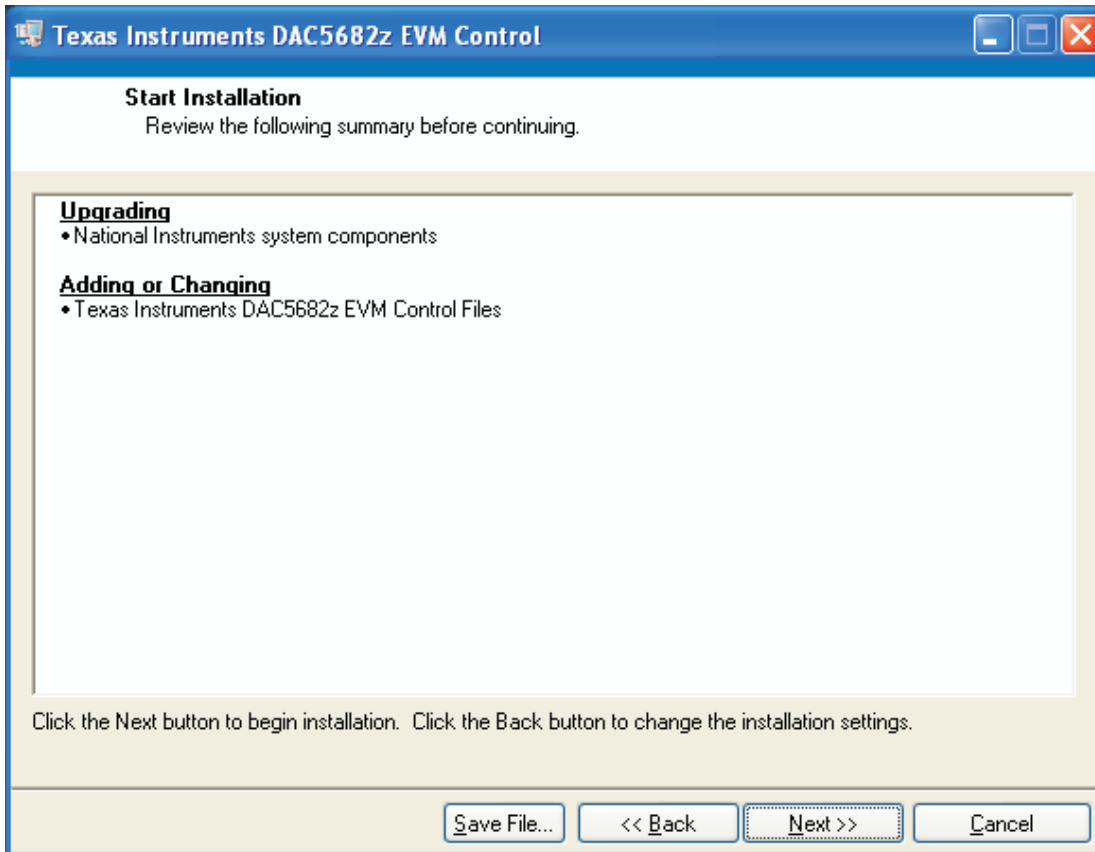 Texas Instruments DAC5682z EVM Control
Start Installation
Review the following summary before continuing.
Upgrading
• National Instruments system components
Adding or Changing
• Texas Instruments DAC5682z EVM Control Files
Click the Next button to begin installation.  Click the Back button to change the installation settings.
Save File...
<< Back
Next >>
Cancel